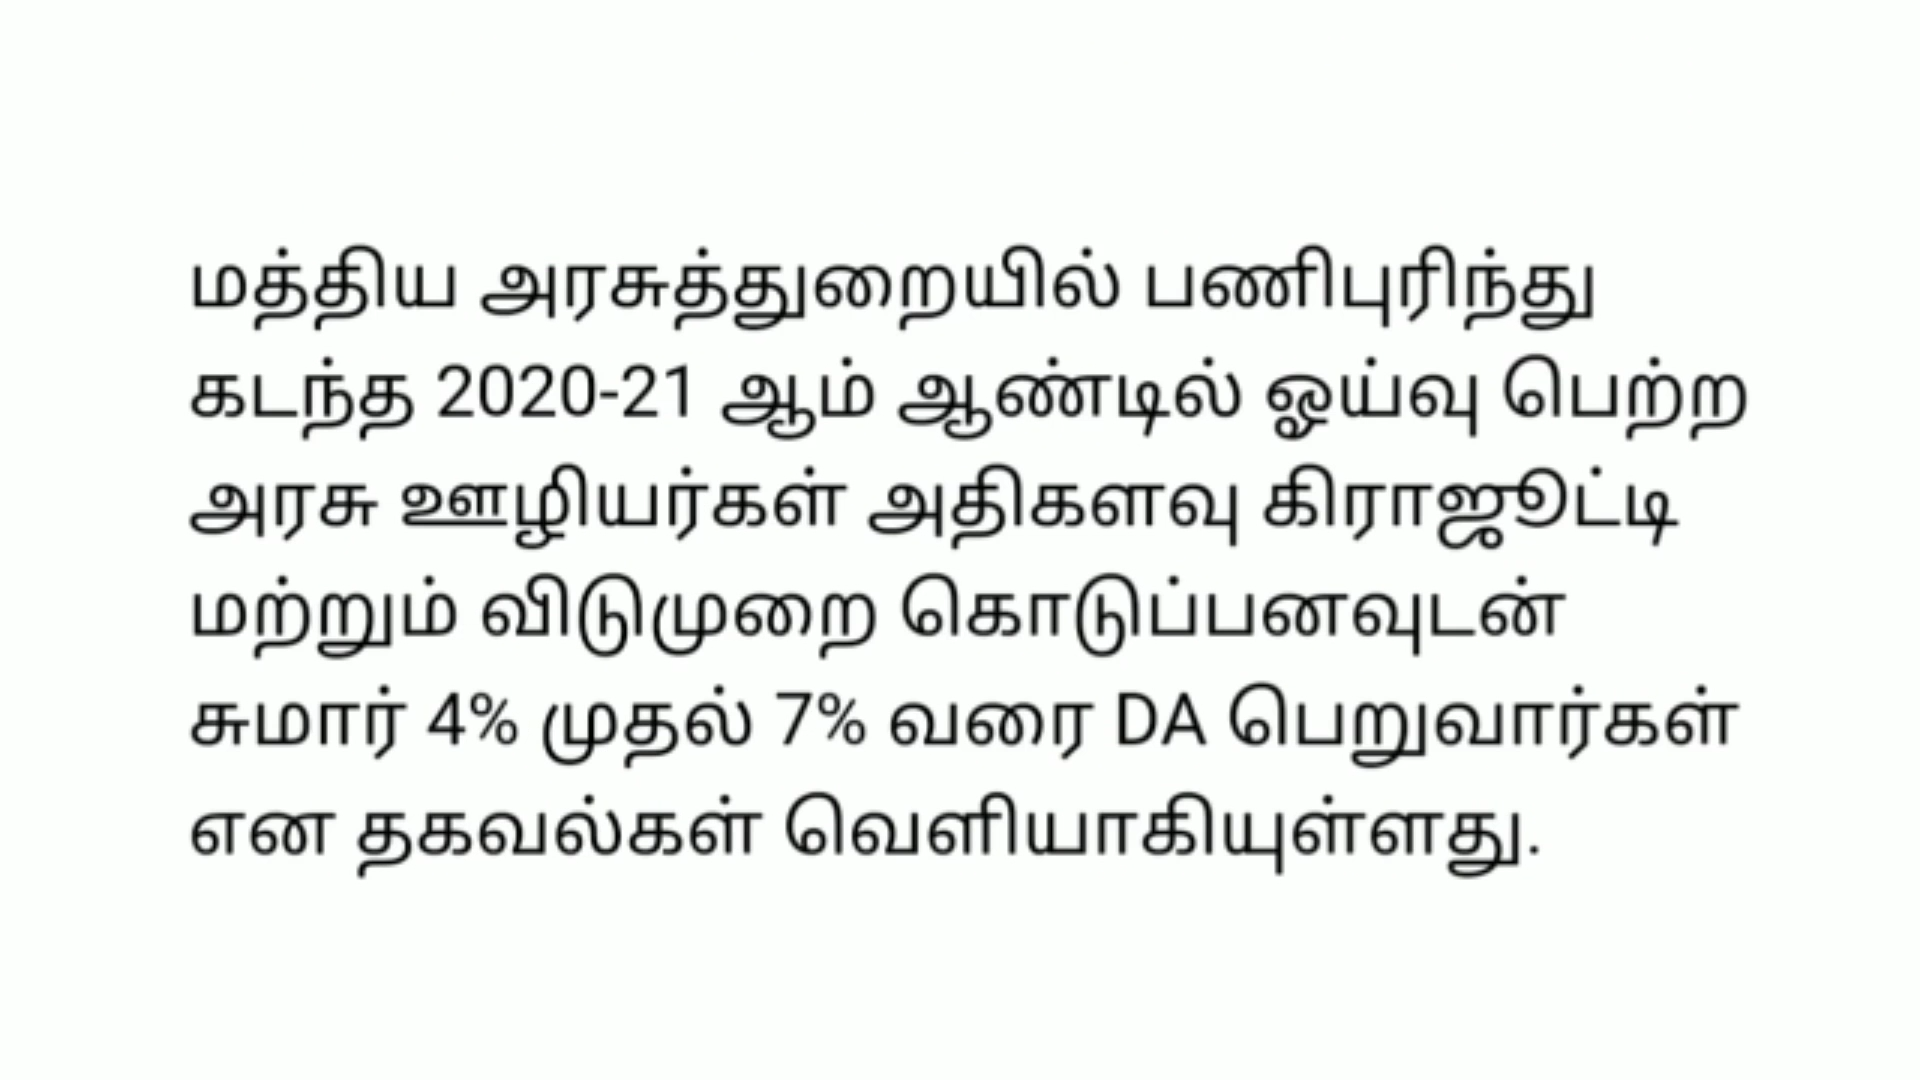 மத்திய அரசுத்துறையில் பணிபுரிந்து
கடந்த 2020-21 ஆம் ஆண்டில் ஓய்வு பெற்ற
அரசு ஊழியர்கள் அதிகளவு கிராஜூட்டி
மற்றும் விடுமுறை கொடுப்பனவுடன்
சுமார் 4% முதல் 7% வரை DA பெறுவார்கள்
என தகவல்கள் வெளியாகியுள்ளது.